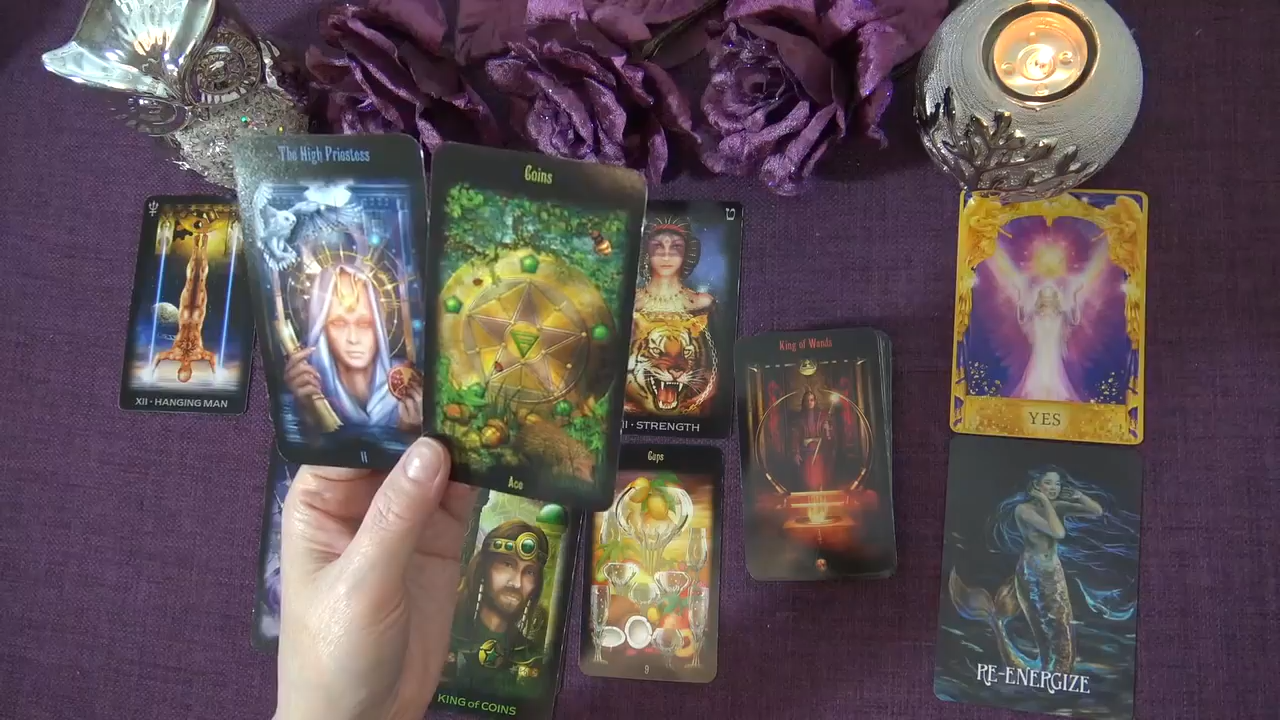 The High Priestess
II
Coins
Ace
XII · HANGING MAN
II · STRENGTH
King of Wands
YES
Cups
9
KING of COINS
RE-ENERGIZE